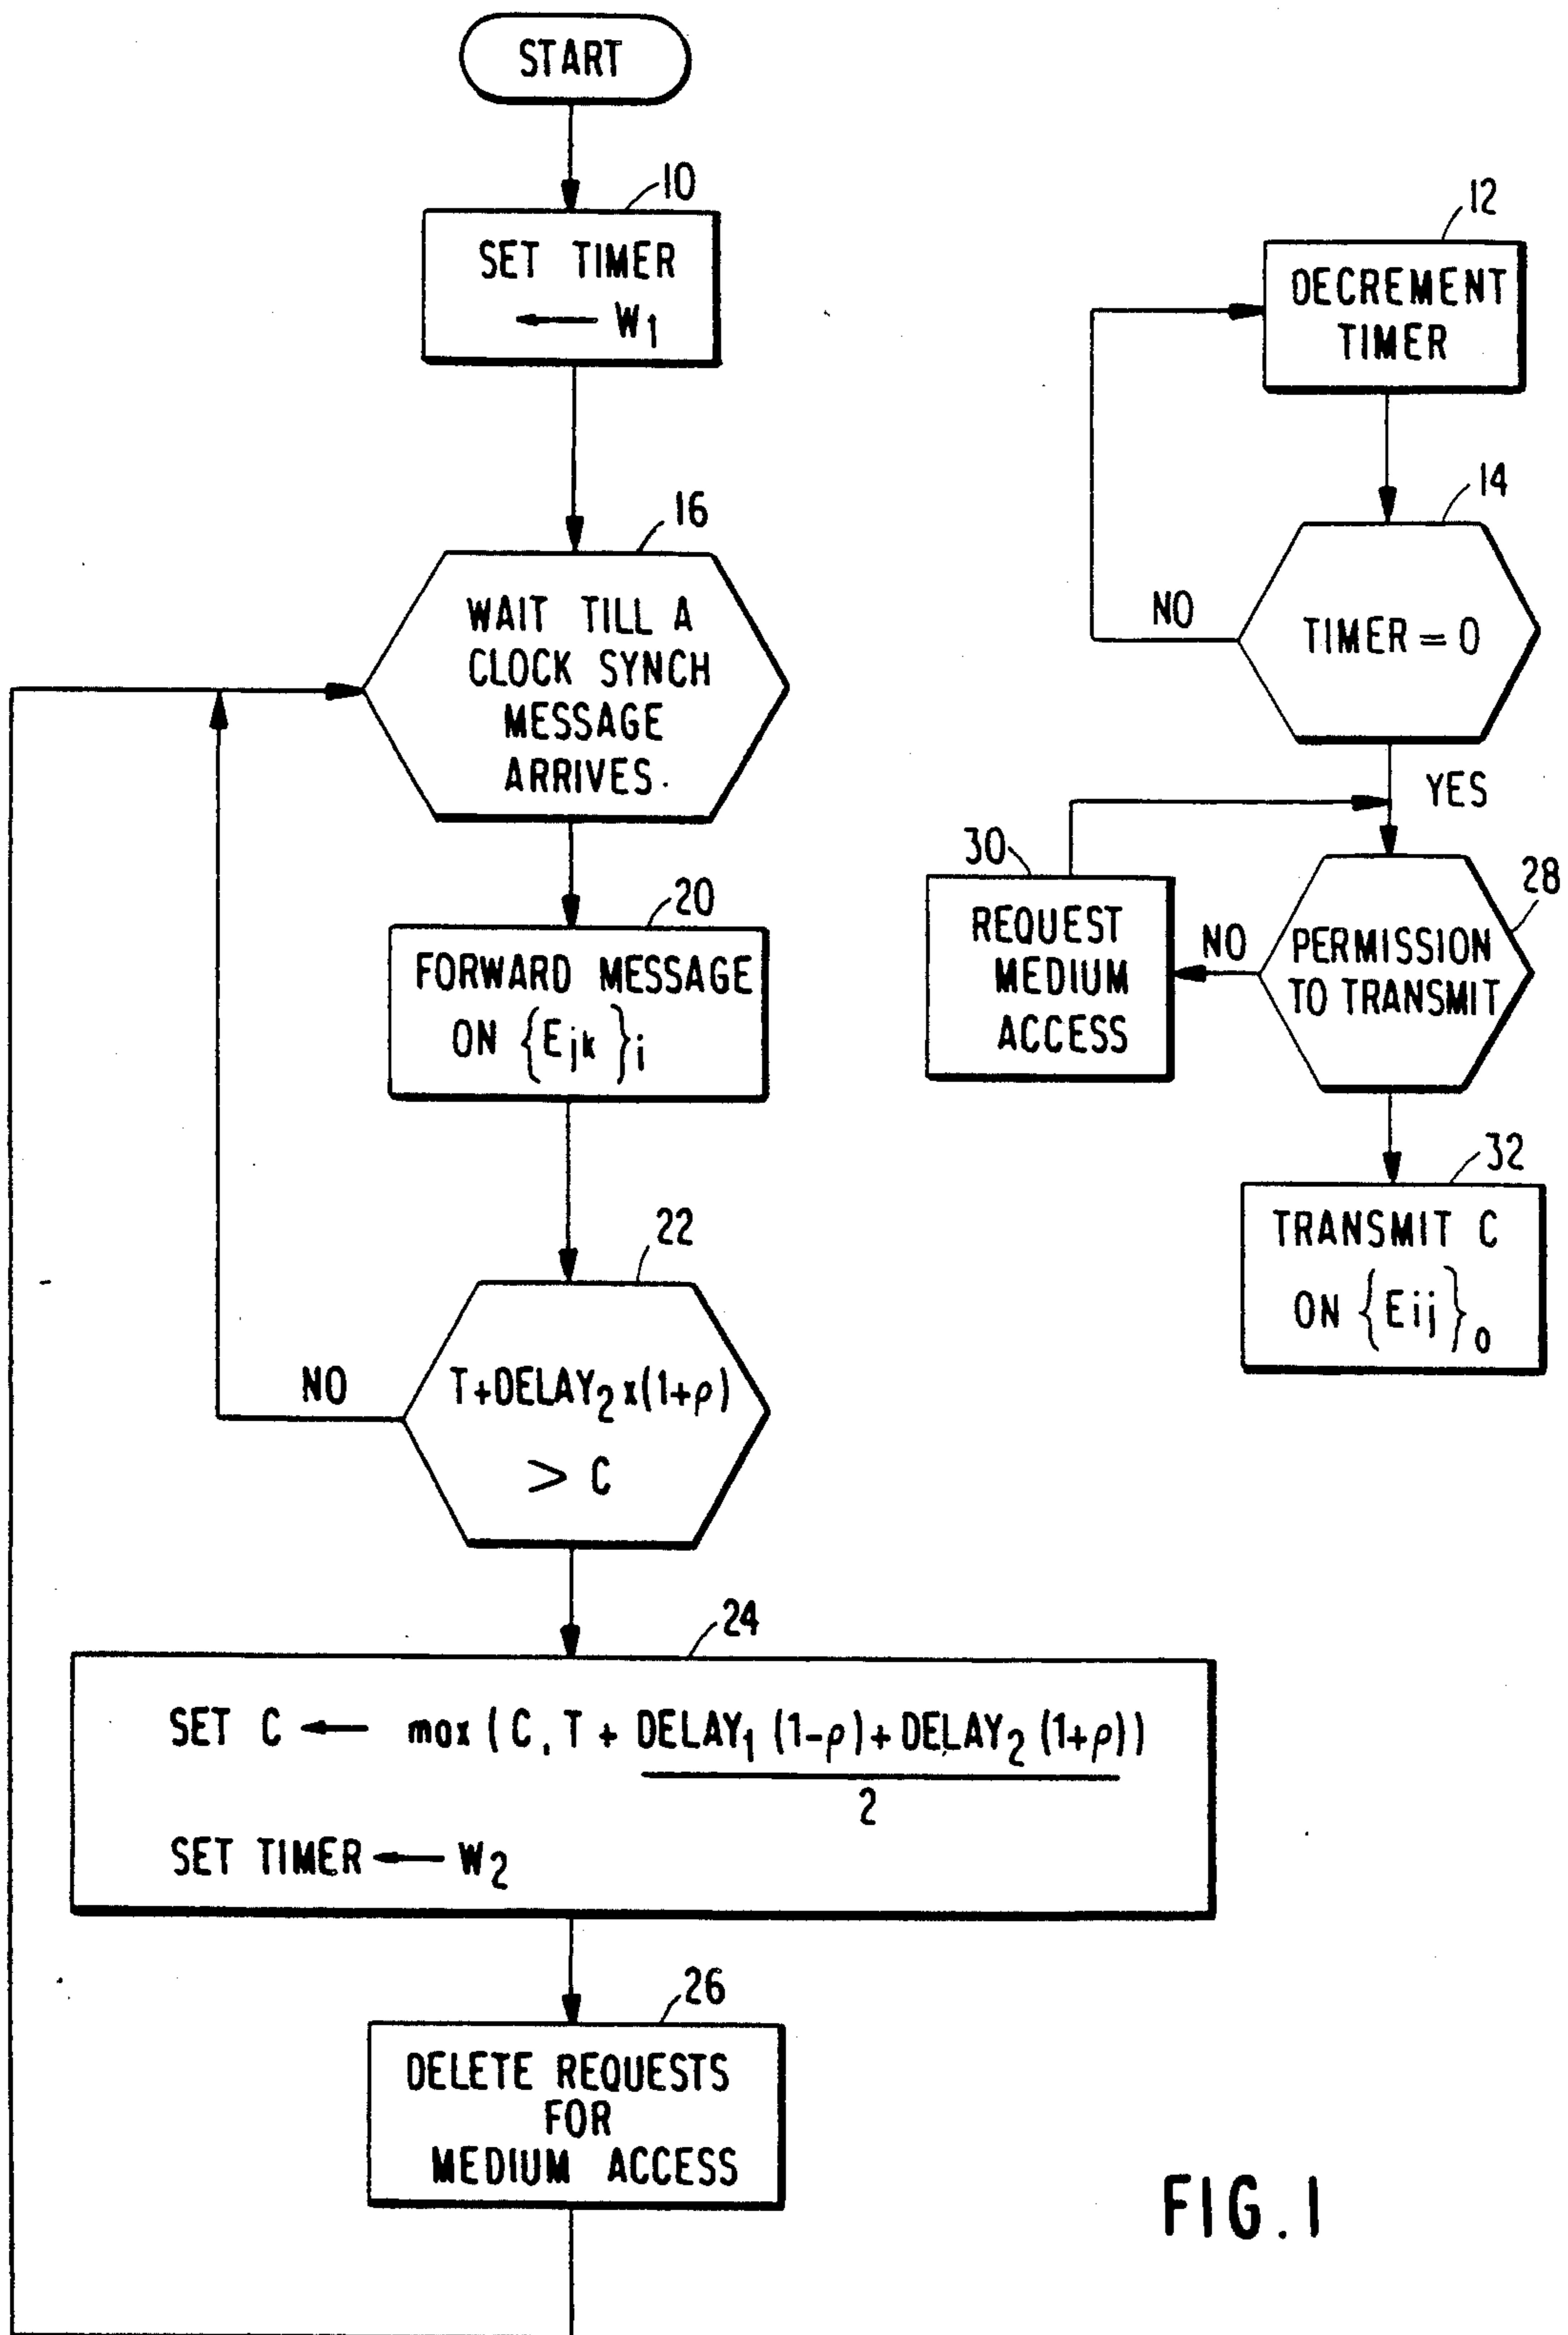 START
10
SET TIMER
← W1
16
WAIT TILL A
CLOCK SYNCH
MESSAGE
ARRIVES.
20
FORWARD MESSAGE
ON {Ejk}i
22
T+DELAY2x(1+ρ)
> C
NO
24
SET C ← max (C, T + DELAY1 (1-ρ)+DELAY2 (1+ρ))
2
SET TIMER ← W2
26
DELETE REQUESTS
FOR
MEDIUM ACCESS
12
DECREMENT
TIMER
14
TIMER = 0
NO
YES
28
PERMISSION
TO TRANSMIT
NO
30
REQUEST
MEDIUM
ACCESS
32
TRANSMIT C
ON {Eij}0
FIG. 1